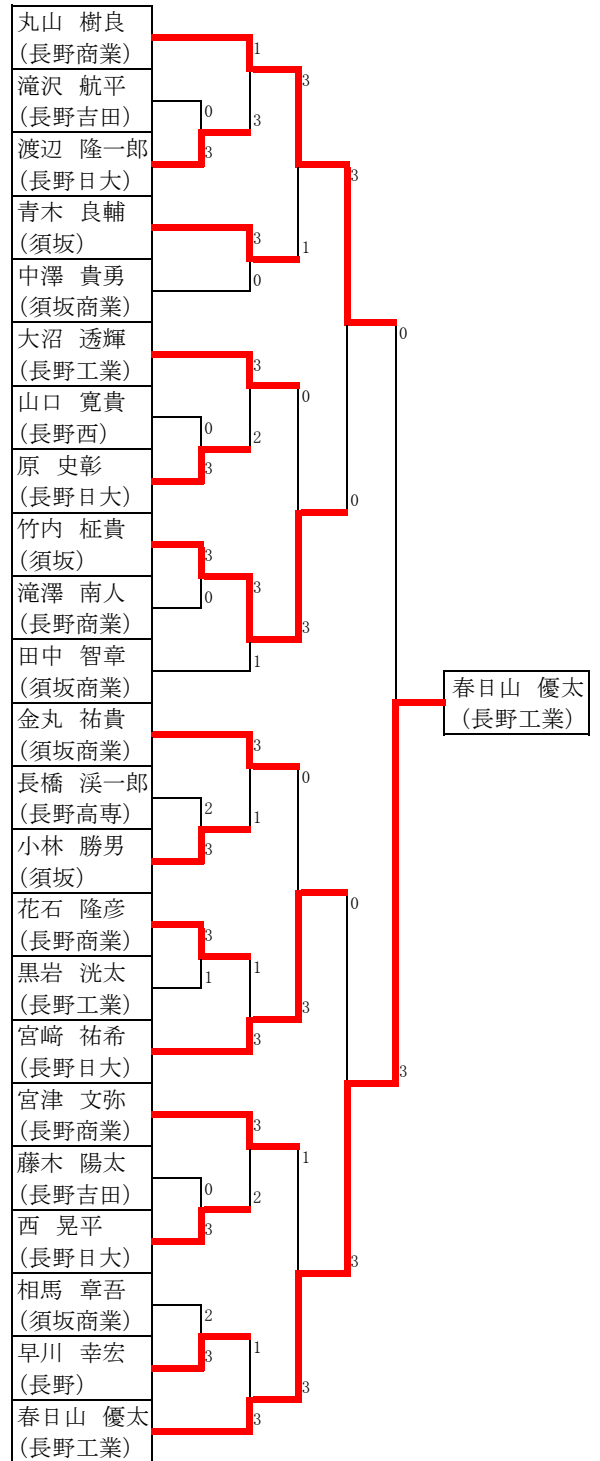 丸山 樹良
(長野商業)
滝沢 航平
(長野吉田)
渡辺 隆一郎
(長野日大)
青木 良輔
(須坂)
中澤 貴勇
(須坂商業)
大沼 透輝
(長野工業)
山口 寛貴
(長野西)
原 史彰
(長野日大)
竹内 柾貴
(須坂)
滝澤 南人
(長野商業)
田中 智章
(須坂商業)
金丸 祐貴
(須坂商業)
長橋 渓一郎
(長野高専)
小林 勝男
(須坂)
花石 隆彦
(長野商業)
黒岩 洸太
(長野工業)
宮﨑 祐希
(長野日大)
宮津 文弥
(長野商業)
藤木 陽太
(長野吉田)
西 晃平
(長野日大)
相馬 章吾
(須坂商業)
早川 幸宏
(長野)
春日山 優太
(長野工業)
0
3
3
0
0
3
2
3
3
1
0
3
2
3
1
3
3
0
3
2
3
1
3
1
1
3
3
2
1
3
3
1
0
3
0
3
1
3
3
0
0
3
0
3
春日山 優太
(長野工業)